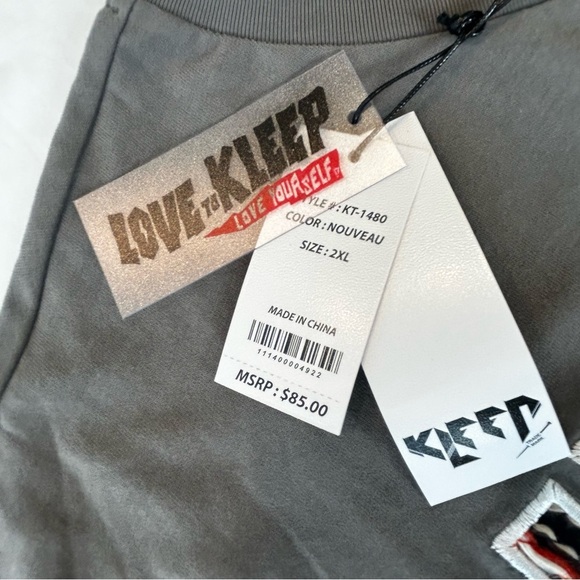 LOVE TO KLEEP
LOVE YOURSELF
STYLE # : KT-1480
COLOR : NOUVEAU
SIZE : 2XL
MADE IN CHINA
111400004922
MSRP : $85.00
KLEEP